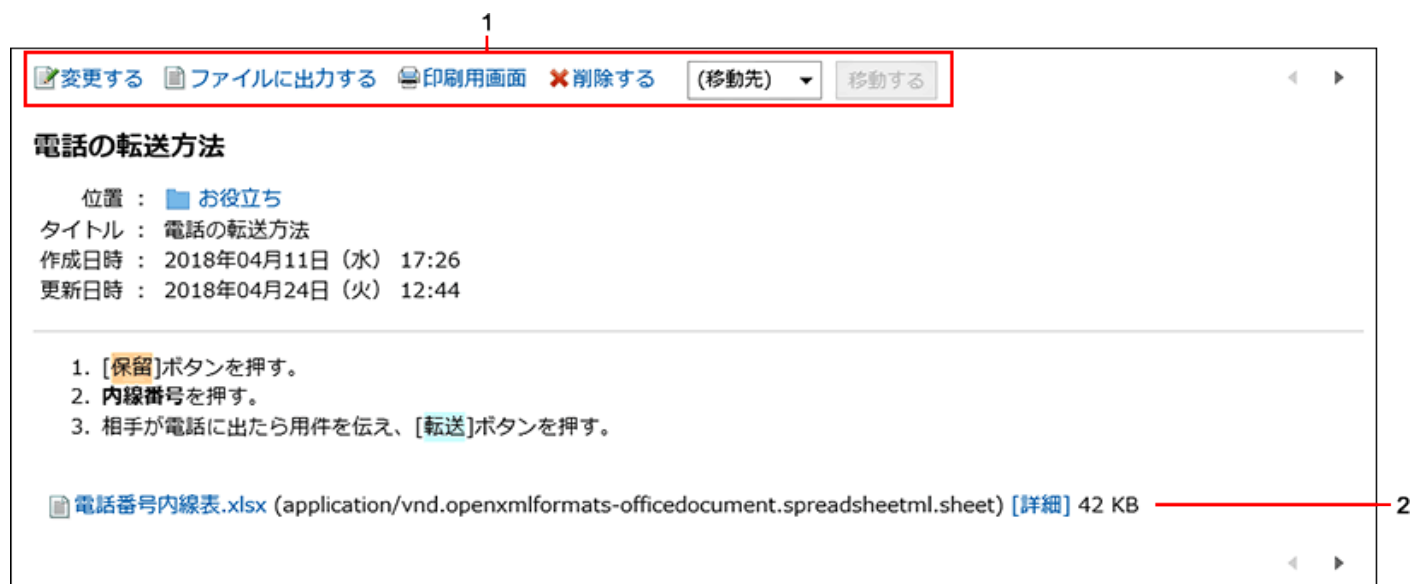 1
変更する ファイルに出力する 印刷用画面 削除する (移動先) 移動する
電話の転送方法
位置 : お役立ち
タイトル : 電話の転送方法
作成日時 : 2018年04月11日（水） 17:26
更新日時 : 2018年04月24日（火） 12:44
1. [保留]ボタンを押す。
2. 内線番号を押す。
3. 相手が電話に出たら用件を伝え、[転送]ボタンを押す。
電話番号内線表.xlsx (application/vnd.openxmlformats-officedocument.spreadsheetml.sheet) [詳細] 42 KB
2